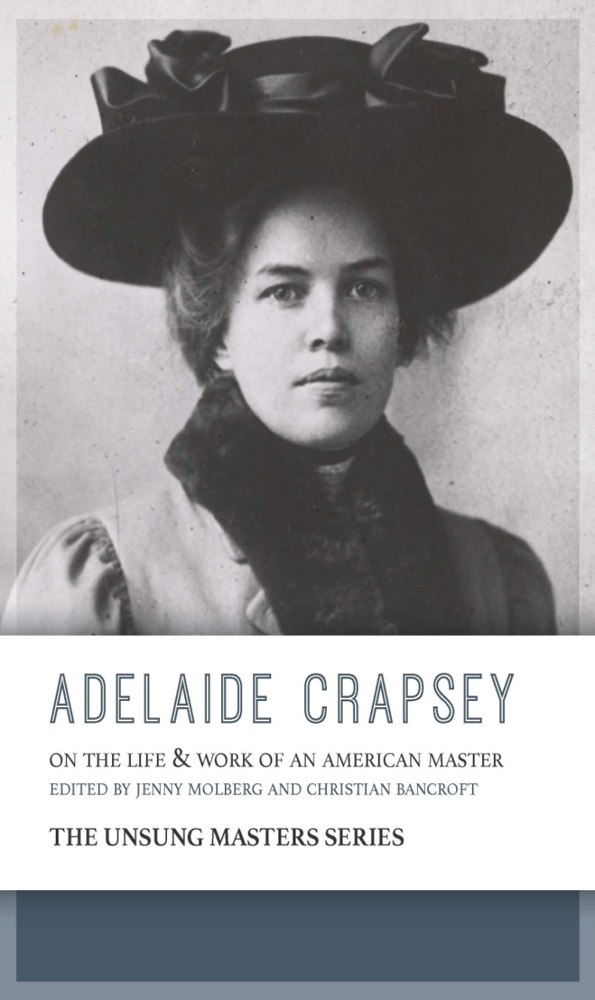 ADELAIDE CRAPSEY
ON THE LIFE & WORK OF AN AMERICAN MASTER
EDITED BY JENNY MOLBERG AND CHRISTIAN BANCROFT
THE UNSUNG MASTERS SERIES